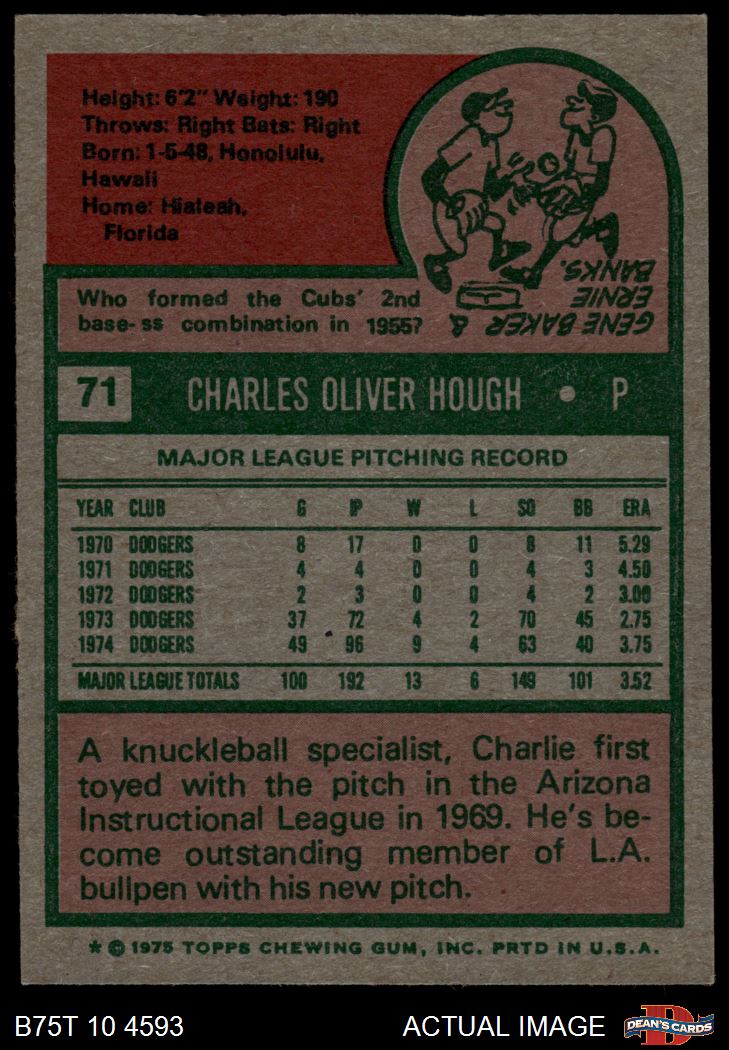 Height: 6'2" Weight: 190
Throws: Right Bats: Right
Born: 1-5-48, Honolulu,
Hawaii
Home: Hialeah,
Florida
Who formed the Cubs' 2nd
base-ss combination in 1955?
GENE BAKER &
ERNIE
BANKS.
71 CHARLES OLIVER HOUGH • P
MAJOR LEAGUE PITCHING RECORD
YEAR CLUB G IP W L SO BB ERA
1970 DODGERS 8 17 0 0 8 11 5.29
1971 DODGERS 4 4 0 0 4 3 4.50
1972 DODGERS 2 3 0 0 4 2 3.00
1973 DODGERS 37 72 4 2 70 45 2.75
1974 DODGERS 49 96 9 4 63 40 3.75
MAJOR LEAGUE TOTALS 100 192 13 6 149 101 3.52
A knuckleball specialist, Charlie first
toyed with the pitch in the Arizona
Instructional League in 1969. He's be-
come outstanding member of L.A.
bullpen with his new pitch.
* © 1975 TOPPS CHEWING GUM, INC. PRTD IN U.S.A.
B75T 10 4593 ACTUAL IMAGE D DEAN'S CARDS